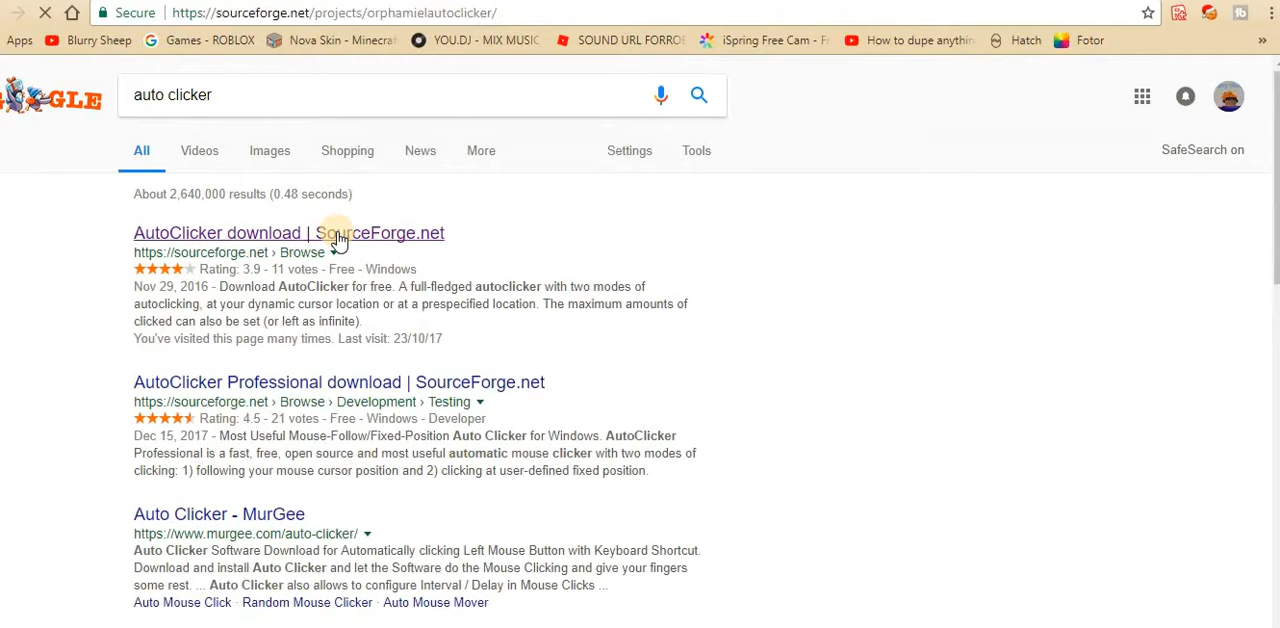 Secure | https://sourceforge.net/projects/orphamielautoclicker/
Apps Blurry Sheep Games - ROBLOX Nova Skin - Minecra YOU.DJ - MIX MUSIC SOUND URL FORRO iSpring Free Cam - F How to dupe anythin Hatch Fotor »
OGLE auto clicker
All Videos Images Shopping News More Settings Tools SafeSearch on
About 2,640,000 results (0.48 seconds)
AutoClicker download | SourceForge.net
https://sourceforge.net › Browse
Rating: 3.9 - 11 votes - Free - Windows
Nov 29, 2016 - Download AutoClicker for free. A full-fledged autoclicker with two modes of
autoclicking, at your dynamic cursor location or at a prespecified location. The maximum amounts of
clicked can also be set (or left as infinite).
You've visited this page many times. Last visit: 23/10/17
AutoClicker Professional download | SourceForge.net
https://sourceforge.net › Browse › Development › Testing
Rating: 4.5 - 21 votes - Free - Windows - Developer
Dec 15, 2017 - Most Useful Mouse-Follow/Fixed-Position Auto Clicker for Windows. AutoClicker
Professional is a fast, free, open source and most useful automatic mouse clicker with two modes of
clicking: 1) following your mouse cursor position and 2) clicking at user-defined fixed position.
Auto Clicker - MurGee
https://www.murgee.com/auto-clicker/
Auto Clicker Software Download for Automatically clicking Left Mouse Button with Keyboard Shortcut.
Download and install Auto Clicker and let the Software do the Mouse Clicking and give your fingers
some rest. ... Auto Clicker also allows to configure Interval / Delay in Mouse Clicks ...
Auto Mouse Click · Random Mouse Clicker · Auto Mouse Mover